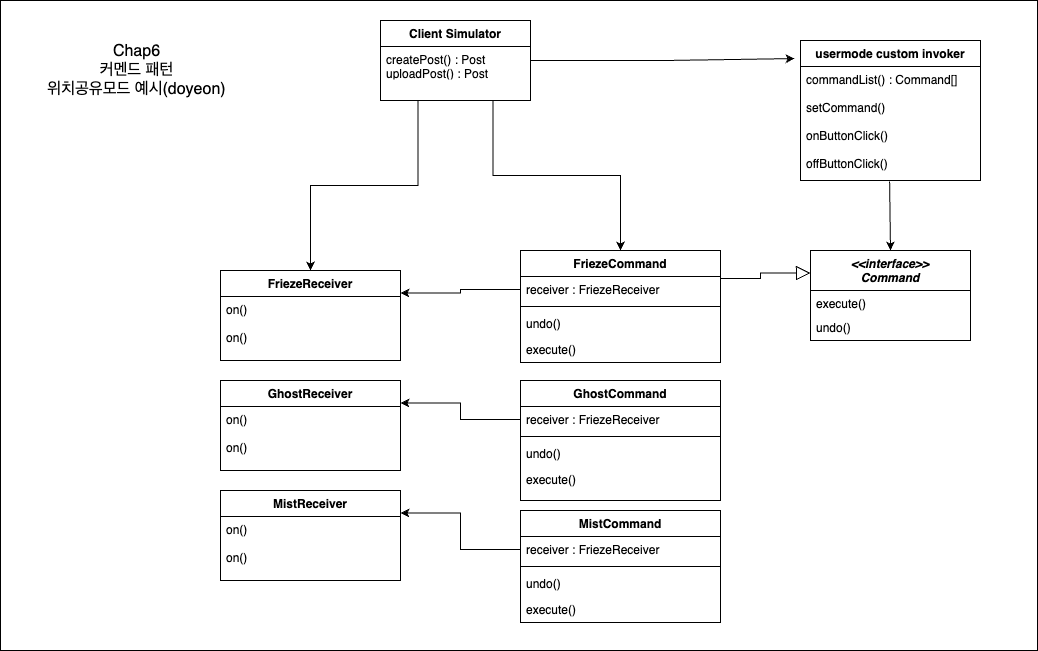 Chap6
커멘드 패턴
위치공유모드 예시(doyeon)
Client Simulator
createPost() : Post
uploadPost() : Post
usermode custom invoker
commandList() : Command[]
setCommand()
onButtonClick()
offButtonClick()
FriezeReceiver
on()
on()
FriezeCommand
receiver : FriezeReceiver
undo()
execute()
<<interface>>
Command
execute()
undo()
GhostReceiver
on()
on()
GhostCommand
receiver : FriezeReceiver
undo()
execute()
MistReceiver
on()
on()
MistCommand
receiver : FriezeReceiver
undo()
execute()